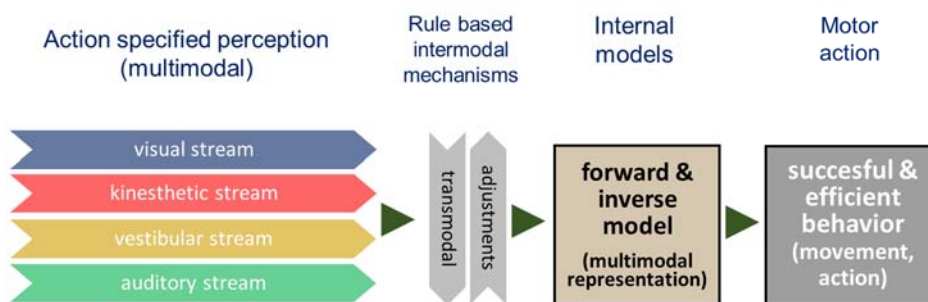 Action specified perception
(multimodal)
Rule based
intermodal
mechanisms
Internal
models
Motor
action
visual stream
kinesthetic stream
vestibular stream
auditory stream
transmodal
adjustments
forward &
inverse
model
(multimodal
representation)
succesful &
efficient
behavior
(movement,
action)